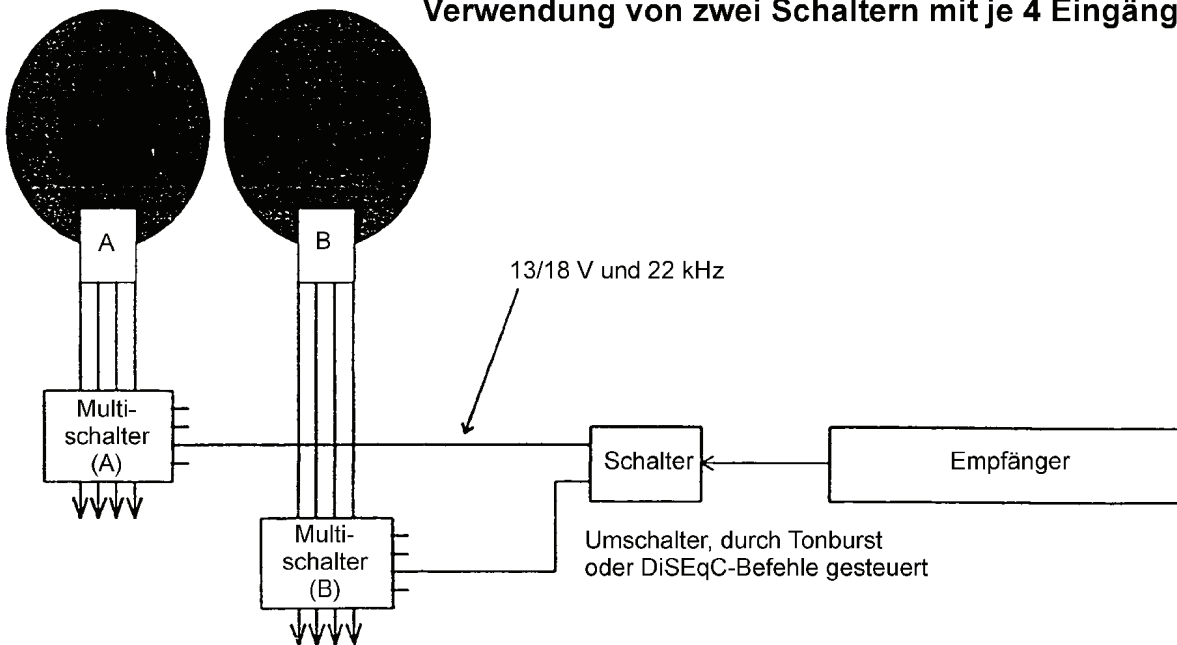 Verwendung von zwei Schaltern mit je 4 Eingäng
A
B
13/18 V und 22 kHz
Multi-
schalter
(A)
Schalter
Empfänger
Multi-
schalter
(B)
Umschalter, durch Tonburst
oder DiSEqC-Befehle gesteuert